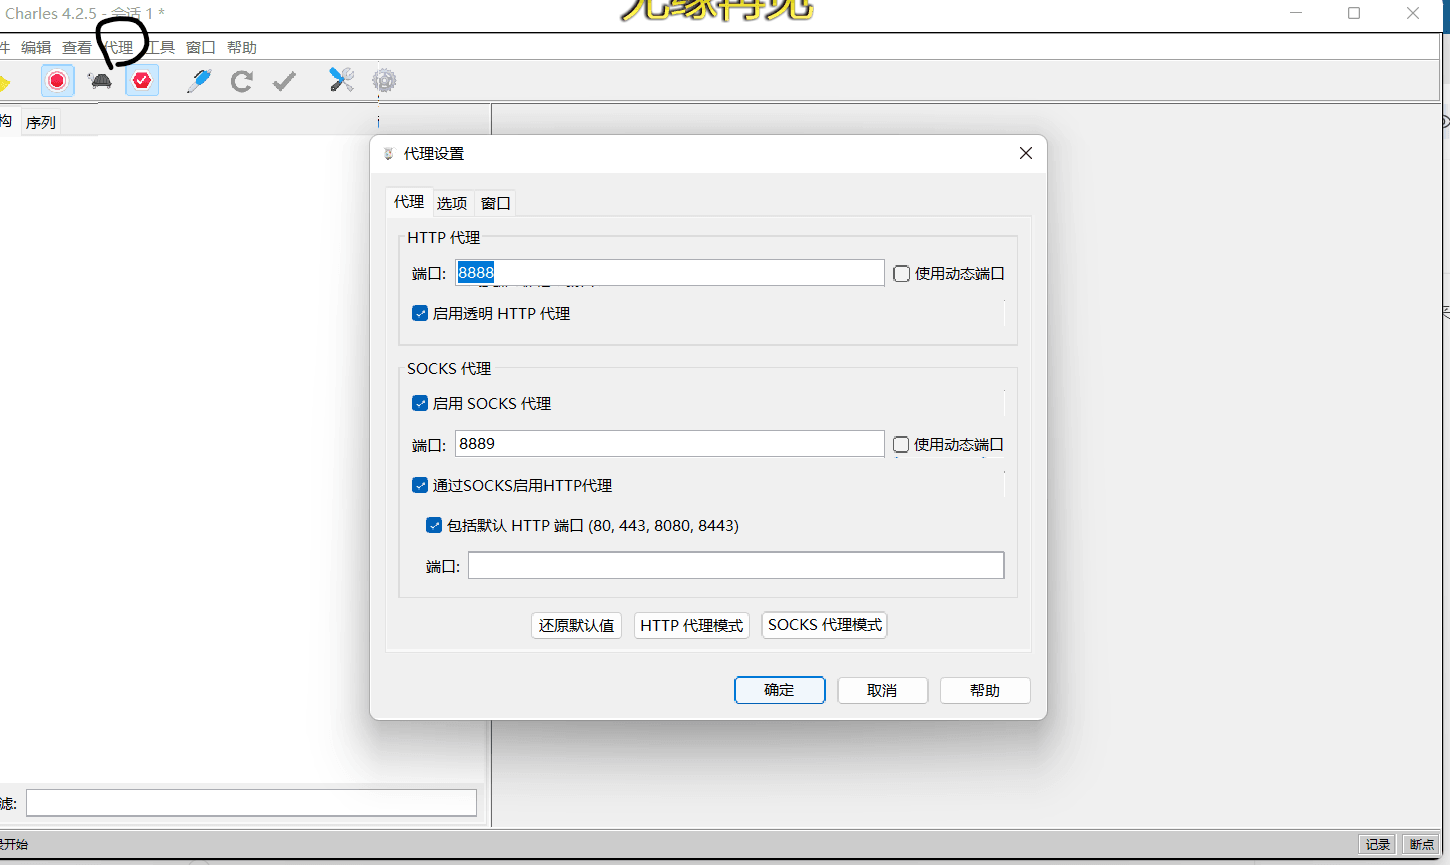 无缘再见
Charles 4.2.5 - 会话 1 *
件 编辑 查看 代理 工具 窗口 帮助
构 序列
代理设置
代理 选项 窗口
HTTP 代理
端口: 8888 使用动态端口
启用透明 HTTP 代理
SOCKS 代理
启用 SOCKS 代理
端口: 8889 使用动态端口
通过SOCKS启用HTTP代理
包括默认 HTTP 端口 (80, 443, 8080, 8443)
端口:
还原默认值 HTTP 代理模式 SOCKS 代理模式
确定 取消 帮助
滤:
录开始 记录 断点